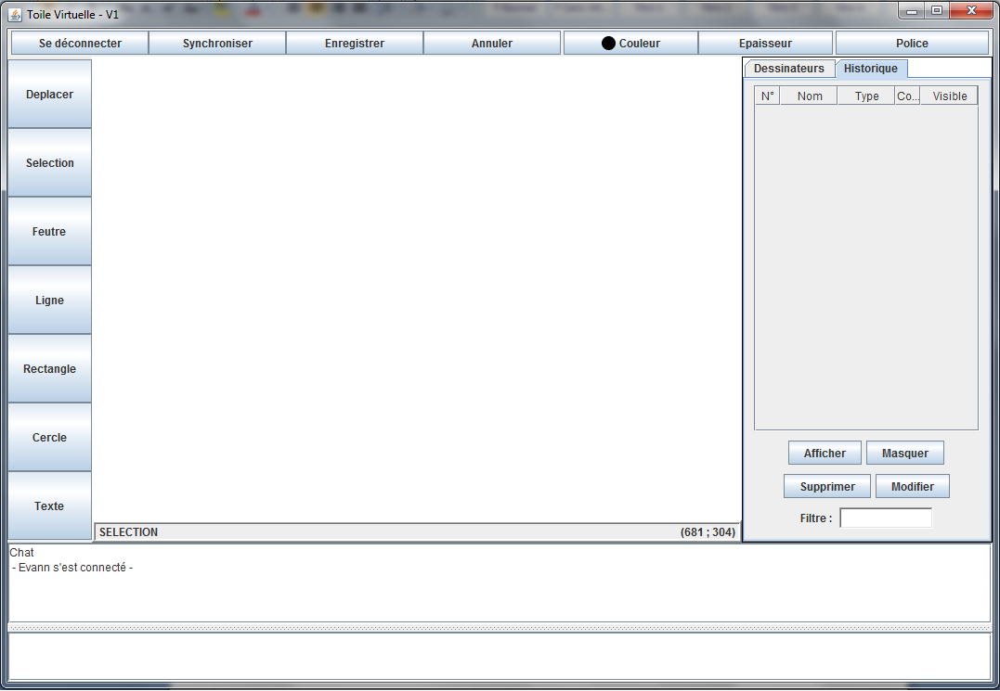 Toile Virtuelle - V1
Se déconnecter Synchroniser Enregistrer Annuler Couleur Epaisseur Police
Deplacer
Selection
Feutre
Ligne
Rectangle
Cercle
Texte
Dessinateurs Historique
N° Nom Type Co... Visible
Afficher Masquer
Supprimer Modifier
Filtre :
SELECTION (681 ; 304)
Chat
- Evann s'est connecté -